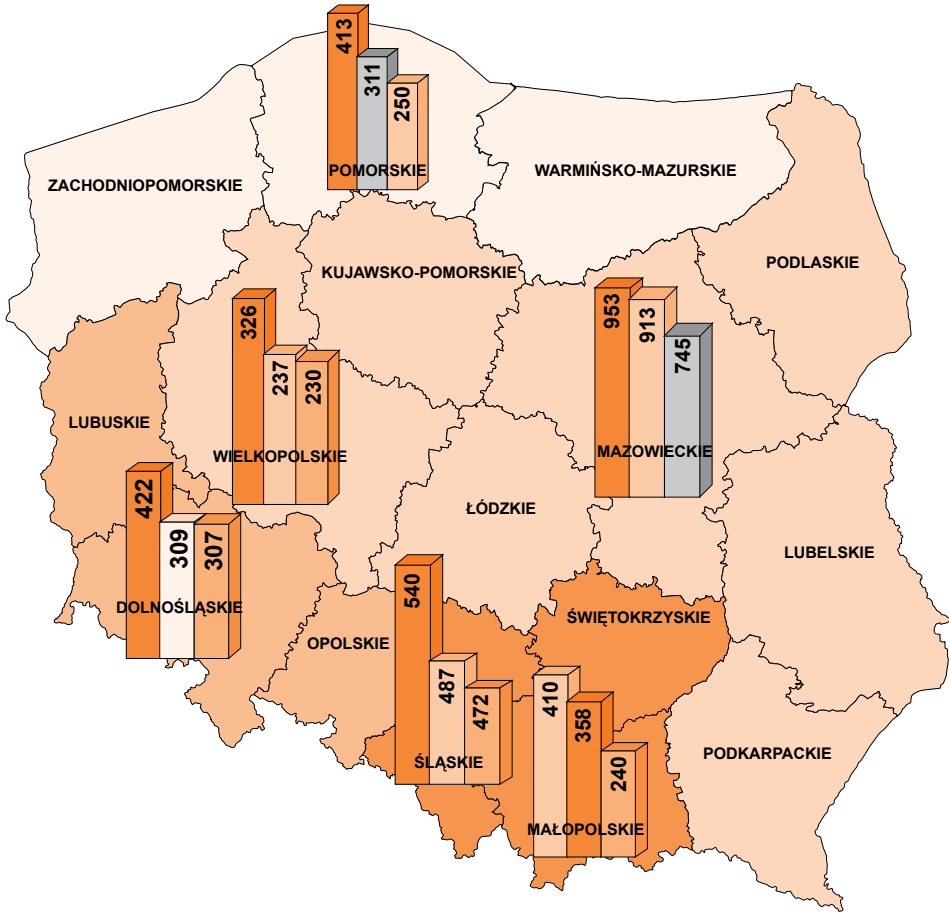 413
311
250
POMORSKIE
ZACHODNIOPOMORSKIE
WARMIŃSKO-MAZURSKIE
KUJAWSKO-POMORSKIE
PODLASKIE
326
237
230
WIELKOPOLSKIE
953
913
745
MAZOWIECKIE
LUBUSKIE
422
309
307
DOLNOŚLĄSKIE
ŁÓDZKIE
LUBELSKIE
OPOLSKIE
540
487
472
ŚLĄSKIE
ŚWIĘTOKRZYSKIE
410
358
240
MAŁOPOLSKIE
PODKARPACKIE